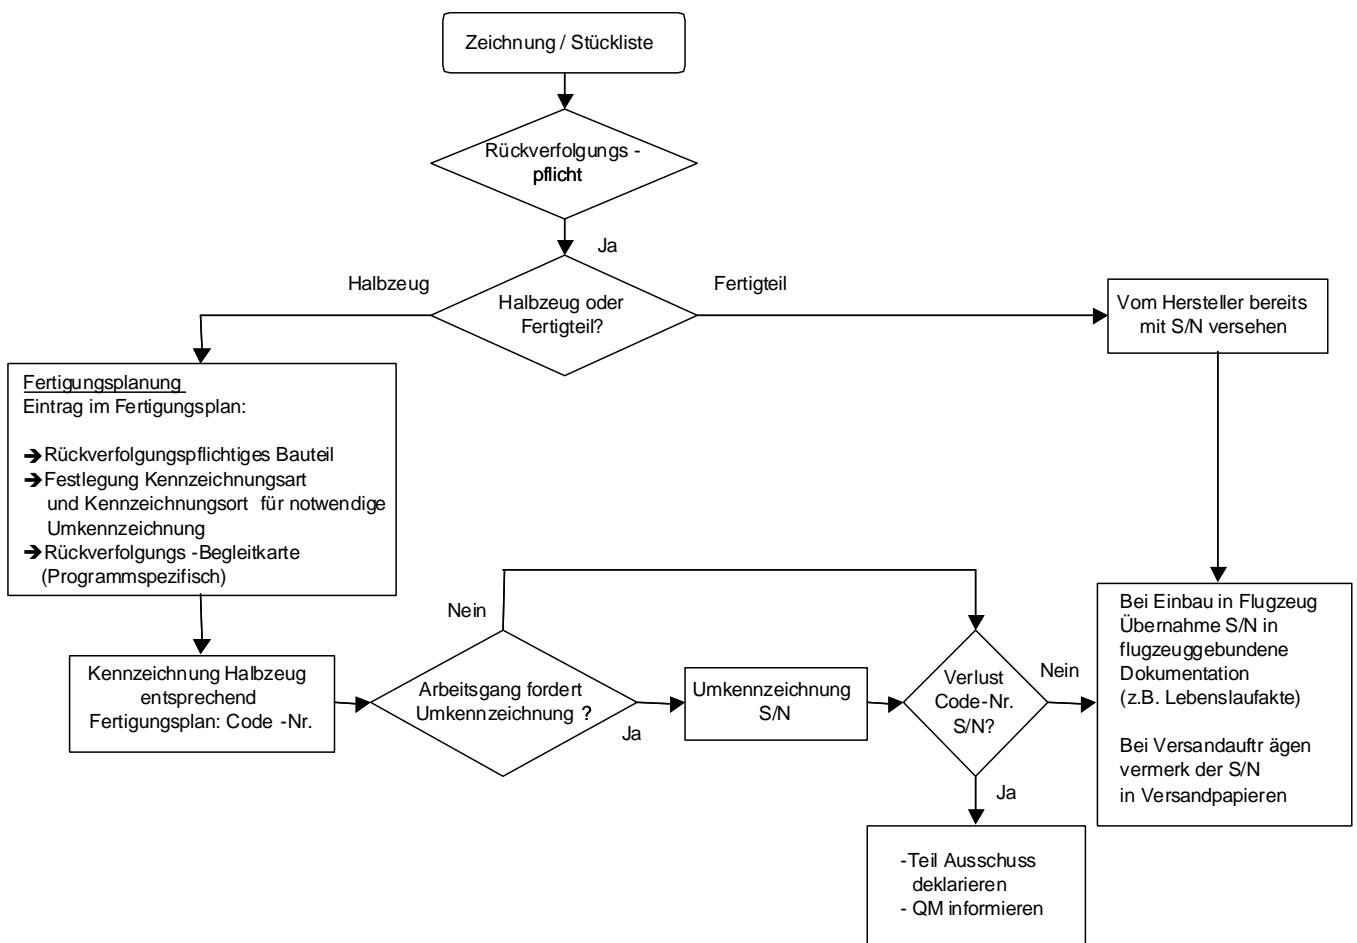 Zeichnung / Stückliste
Rückverfolgungs -
pflicht
Ja
Halbzeug
Halbzeug oder
Fertigteil?
Fertigteil
Vom Hersteller bereits
mit S/N versehen
Fertigungsplanung
Eintrag im Fertigungsplan:
➔ Rückverfolgungspflichtiges Bauteil
➔ Festlegung Kennzeichnungsart
und Kennzeichnungsort für notwendige
Umkennzeichnung
➔ Rückverfolgungs -Begleitkarte
(Programmspezifisch)
Kennzeichnung Halbzeug
entsprechend
Fertigungsplan: Code -Nr.
Nein
Arbeitsgang fordert
Umkennzeichnung ?
Ja
Umkennzeichnung
S/N
Verlust
Code-Nr.
S/N?
Nein
Ja
Bei Einbau in Flugzeug
Übernahme S/N in
flugzeuggebundene
Dokumentation
(z.B. Lebenslaufakte)
Bei Versandauftr ägen
vermerk der S/N
in Versandpapieren
-Teil Ausschuss
deklarieren
- QM informieren